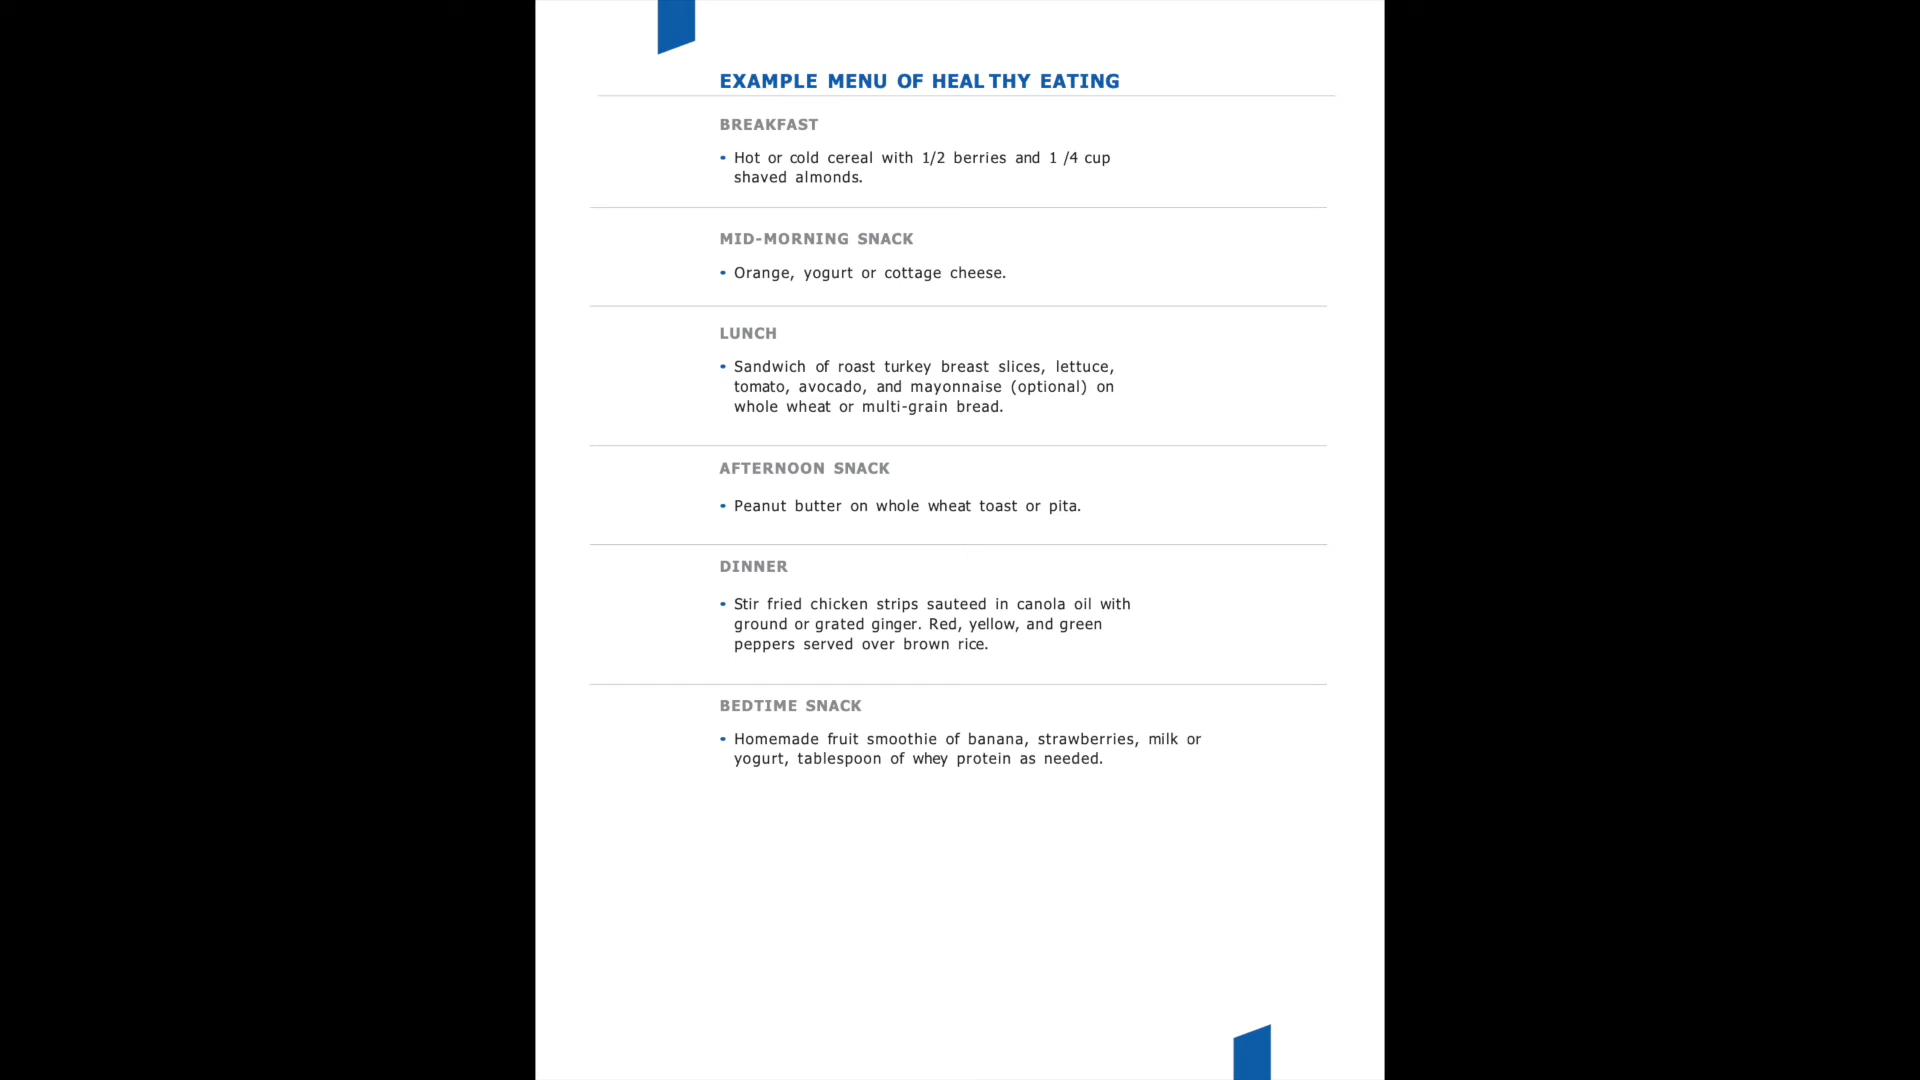 EXAMPLE MENU OF HEALTHY EATING
BREAKFAST
• Hot or cold cereal with 1/2 berries and 1 /4 cup
shaved almonds.
MID-MORNING SNACK
• Orange, yogurt or cottage cheese.
LUNCH
• Sandwich of roast turkey breast slices, lettuce,
tomato, avocado, and mayonnaise (optional) on
whole wheat or multi-grain bread.
AFTERNOON SNACK
• Peanut butter on whole wheat toast or pita.
DINNER
• Stir fried chicken strips sauteed in canola oil with
ground or grated ginger. Red, yellow, and green
peppers served over brown rice.
BEDTIME SNACK
• Homemade fruit smoothie of banana, strawberries, milk or
yogurt, tablespoon of whey protein as needed.